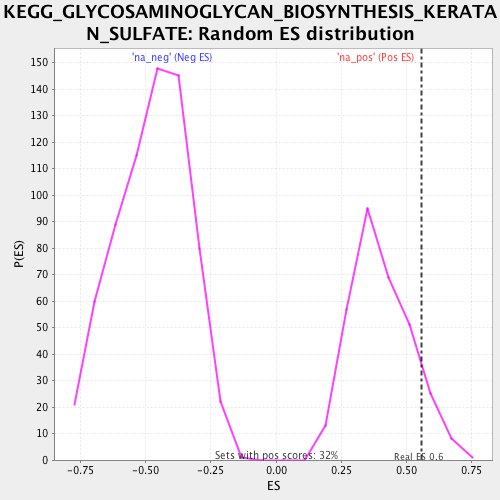 KEGG_GLYCOSAMINOGLYCAN_BIOSYNTHESIS_KERATA
N_SULFATE: Random ES distribution
'na_neg' (Neg ES)
'na_pos' (Pos ES)
150
140
130
120
110
100
90
80
70
60
50
40
30
20
10
0
P(ES)
Sets with pos scores: 32%
Real ES 0.6
-0.75
-0.50
-0.25
0.00
0.25
0.50
0.75
ES